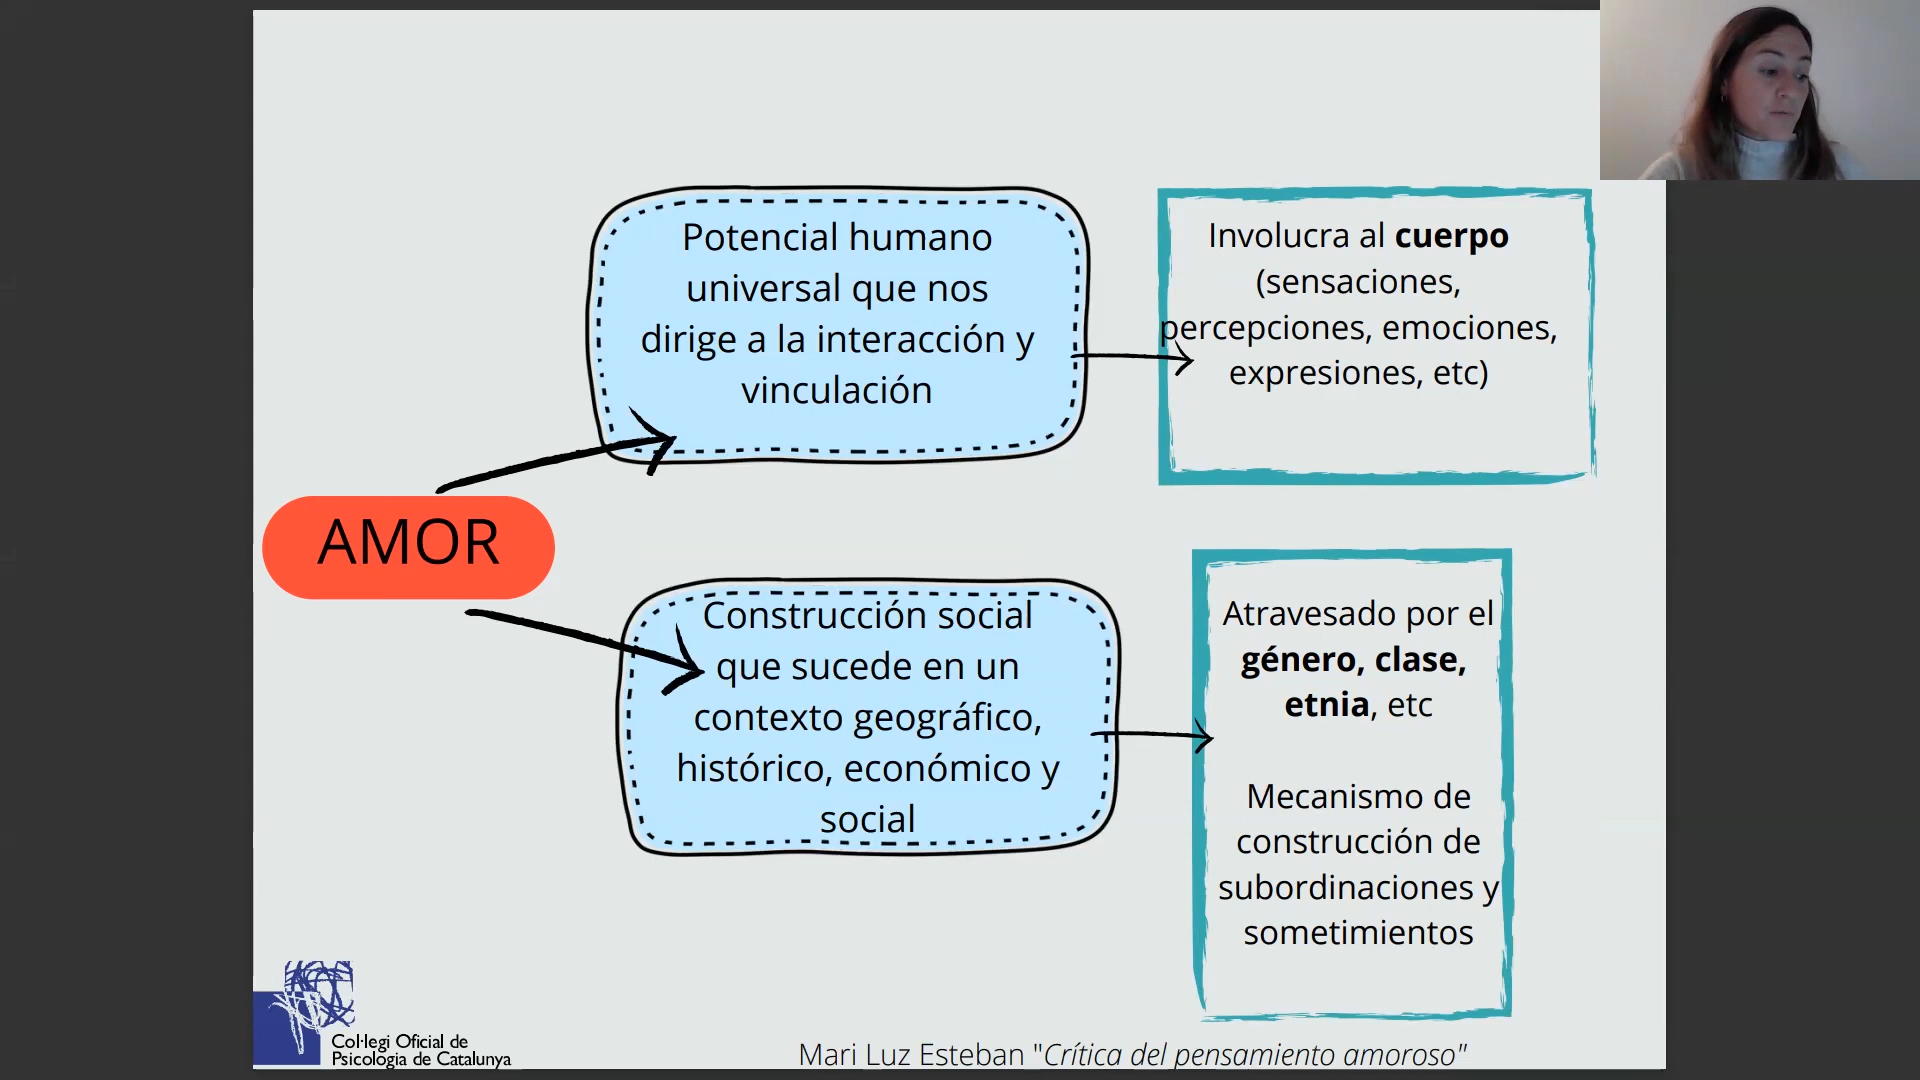 Potencial humano
universal que nos
dirige a la interacción y
vinculación
Involucra al cuerpo
(sensaciones,
percepciones, emociones,
expresiones, etc)
AMOR
Construcción social
que sucede en un
contexto geográfico,
histórico, económico y
social
Atravesado por el
género, clase,
etnia, etc
Mecanismo de
construcción de
subordinaciones y
sometimientos
Col·legi Oficial de
Psicologia de Catalunya
Mari Luz Esteban "Crítica del pensamiento amoroso"